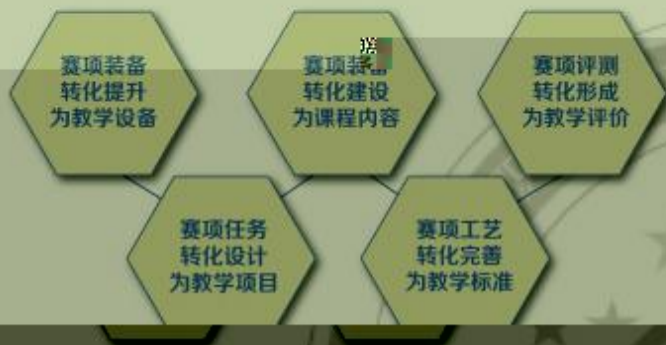 赛项装备
转化提升
为教学设备
赛项装
转化建设
为课程内容
赛项评测
转化形成
为教学评价
赛项任务
转化设计
为教学项目
赛项工艺
转化完善
为教学标准